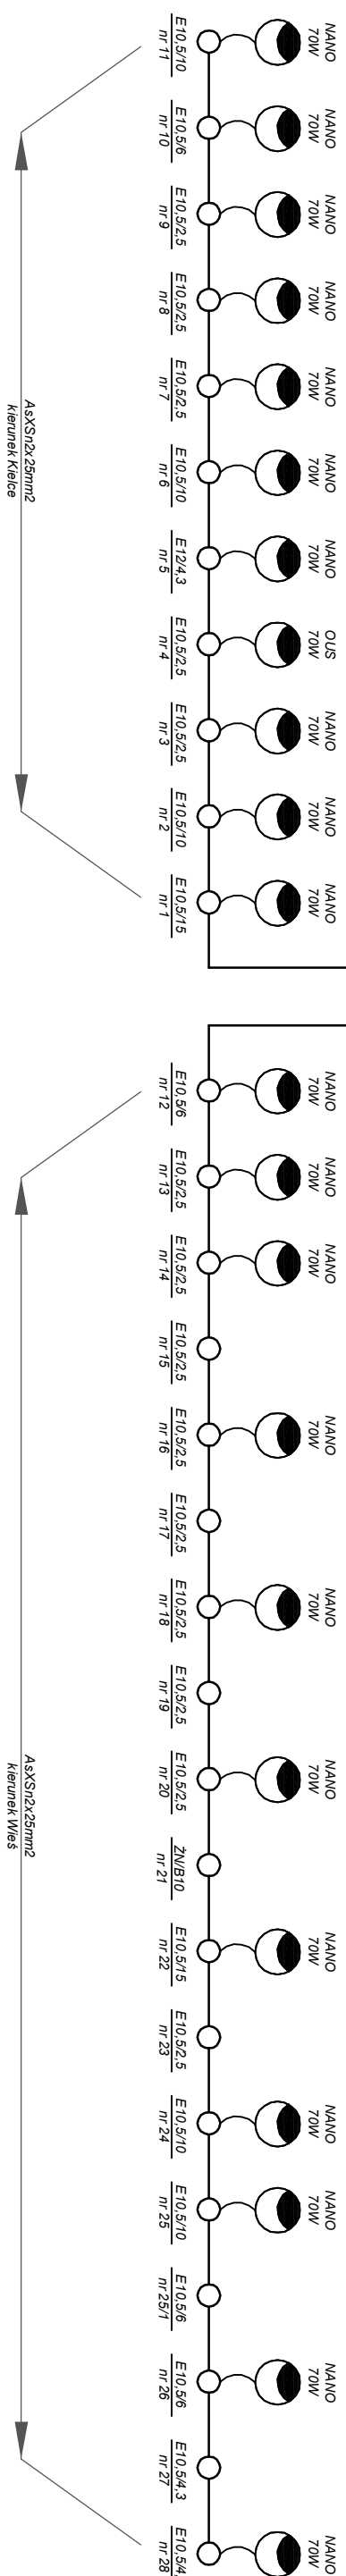 NANO
70W
E10,5/10
nr 11
NANO
70W
E10,5/6
nr 10
NANO
70W
E10,5/2,5
nr 9
NANO
70W
E10,5/2,5
nr 8
NANO
70W
E10,5/2,5
nr 7
NANO
70W
E10,5/10
nr 6
NANO
70W
E12/4,3
nr 5
OUS
70W
E10,5/2,5
nr 4
NANO
70W
E10,5/2,5
nr 3
NANO
70W
E10,5/10
nr 2
NANO
70W
E10,5/15
nr 1
AsXSn2x25mm2
kierunek Kielce
NANO
70W
E10,5/6
nr 12
NANO
70W
E10,5/2,5
nr 13
NANO
70W
E10,5/2,5
nr 14
E10,5/2,5
nr 15
NANO
70W
E10,5/2,5
nr 16
E10,5/2,5
nr 17
NANO
70W
E10,5/2,5
nr 18
E10,5/2,5
nr 19
NANO
70W
E10,5/2,5
nr 20
ŻN/B10
nr 21
NANO
70W
E10,5/15
nr 22
E10,5/2,5
nr 23
NANO
70W
E10,5/10
nr 24
NANO
70W
E10,5/10
nr 25
E10,5/6
nr 25/1
NANO
70W
E10,5/6
nr 26
E10,5/4,3
nr 27
NANO
70W
E10,5/4,
nr 28
AsXSn2x25mm2
kierunek Wieś